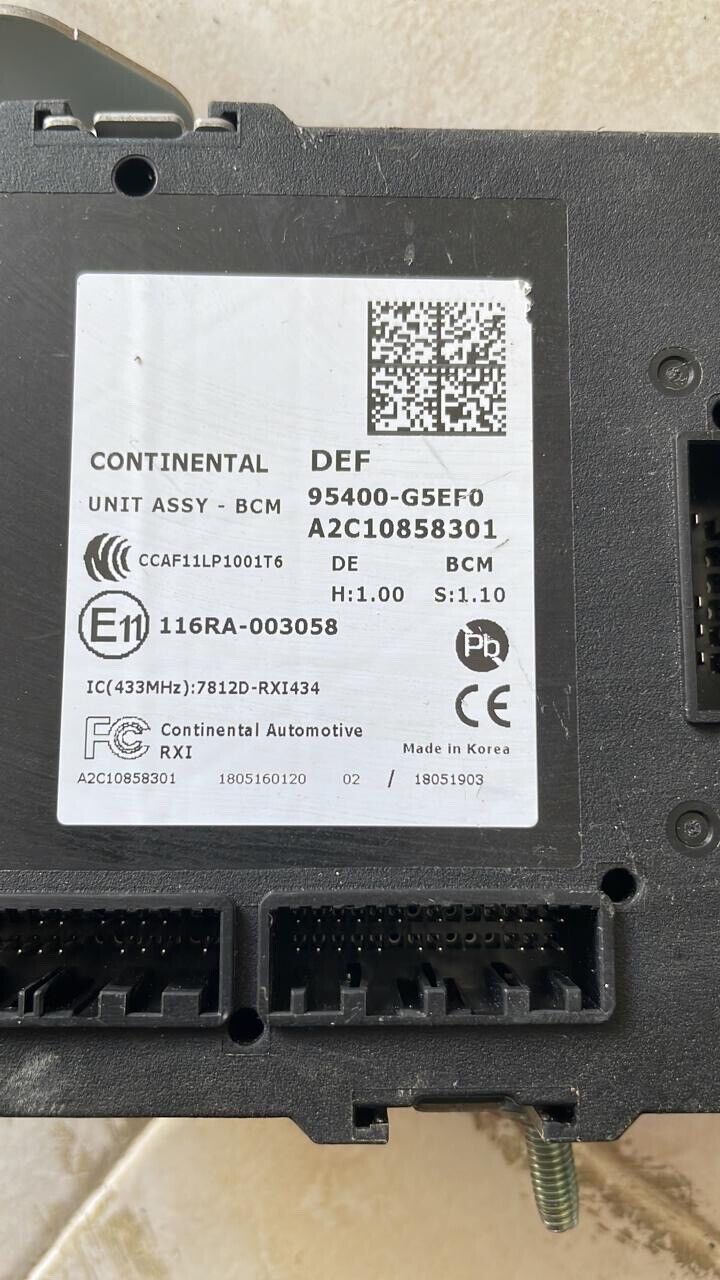 CONTINENTAL DEF
UNIT ASSY - BCM 95400-G5EF0
A2C10858301
CCAF11LP1001T6 DE BCM
H:1.00 S:1.10
E11 116RA-003058
Pb
IC(433MHz):7812D-RXI434
CE
FC Continental Automotive
RXI
Made in Korea
A2C10858301 1805160120 02 / 18051903